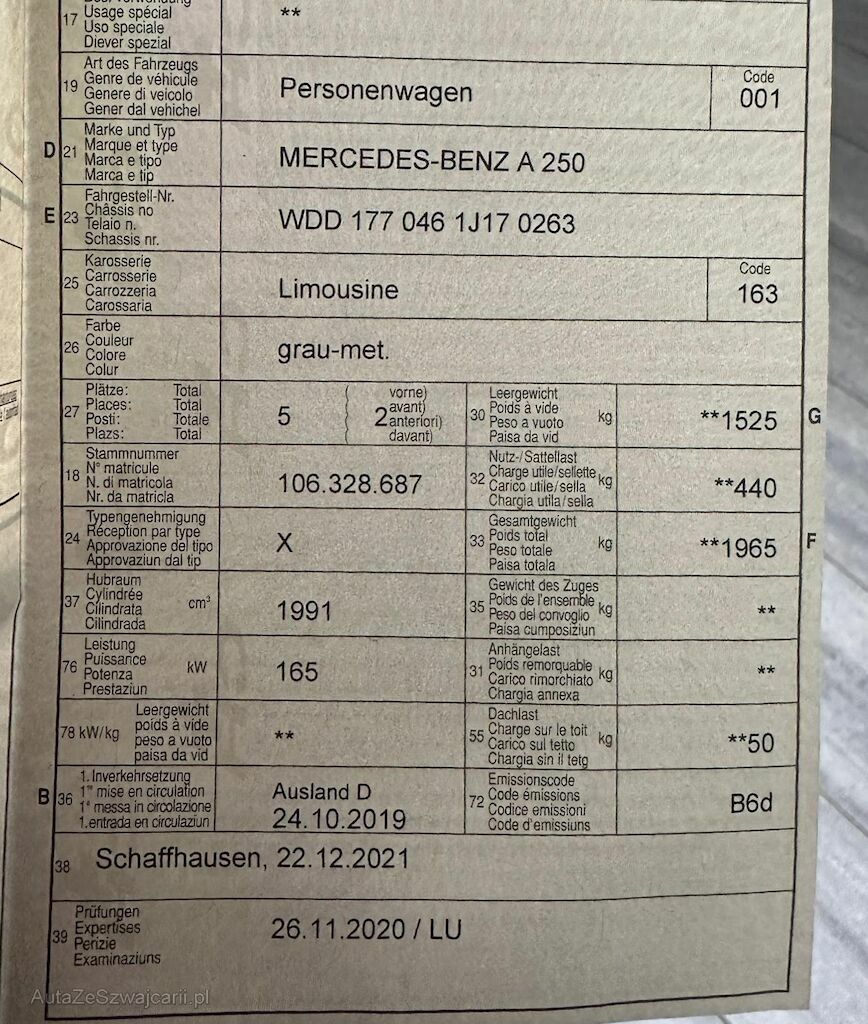 17 Usage spécial **
Uso speciale
Diever spezial
Art des Fahrzeugs
19 Genre de véhicule
Genere di veicolo
Gener dal vehichel
Personenwagen
Code
001
Marke und Typ
D 21 Marque et type
Marca e tipo
Marca e tip
MERCEDES-BENZ A 250
Fahrgestell-Nr.
E 23 Châssis no
Telaio n.
Schassis nr.
WDD 177 046 1J17 0263
Karosserie
25 Carrosserie
Carrozzeria
Carossaria
Limousine
Code
163
Farbe
26 Couleur
Colore
Colur
grau-met.
Plätze: Total
27 Places: Total
Posti: Totale
Plazs: Total
5
( vorne)
2 avant)
anteriori)
davant)
Leergewicht
30 Poids à vide kg
Peso a vuoto
Paisa da vid
**1525 G
Stammnummer
18 N° matricule
N. di matricola
Nr. da matricla
106.328.687
Nutz-/Sattellast
32 Charge utile/sellette kg
Carico utile/sella
Chargia utila/sella
**440
Typengenehmigung
24 Réception par type
Approvazione del tipo
Approvaziun dal tip
X
Gesamtgewicht
33 Poids total kg
Peso totale
Paisa totala
**1965 F
Hubraum
37 Cylindrée cm³
Cilindrata
Cilindrada
1991
Gewicht des Zuges
35 Poids de l'ensemble kg
Peso del convoglio
Paisa cumposiziun
**
Leistung
76 Puissance kW
Potenza
Prestaziun
165
Anhängelast
31 Poids remorquable kg
Carico rimorchiato
Chargia annexa
**
Leergewicht
78 kW/kg poids à vide
peso a vuoto
paisa da vid
**
Dachlast
55 Charge sur le toit kg
Carico sul tetto
Chargia sin il tetg
**50
1. Inverkehrsetzung
B 36 1re mise en circulation
1a messa in circolazione
1. entrada en circulaziun
Ausland D
24.10.2019
Emissionscode
72 Code émissions
Codice emissioni
Code d'emissiuns
B6d
38 Schaffhausen, 22.12.2021
Prüfungen
39 Expertises
Perizie
Examinaziuns
26.11.2020 / LU
AutaZeSzwajcarii.pl